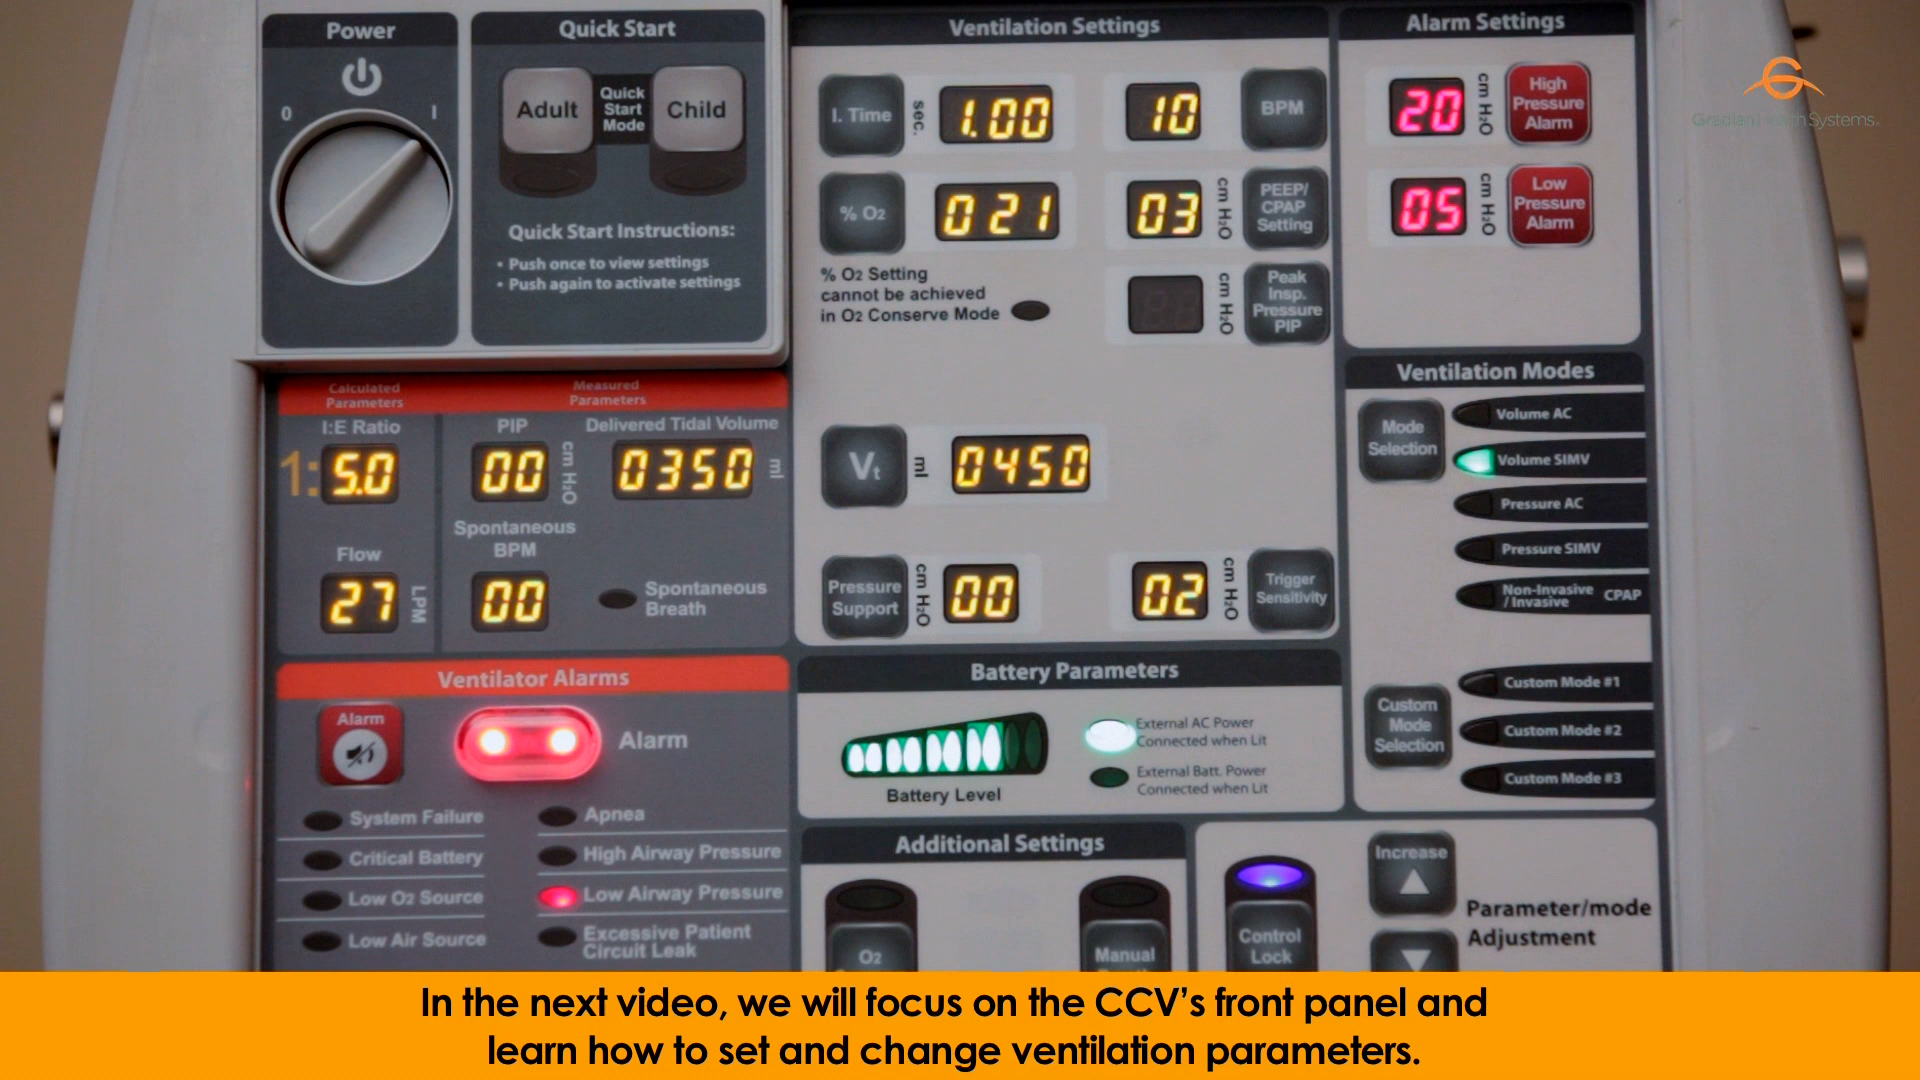 Power
0
I
Quick Start
Adult
Quick
Start
Mode
Child
Quick Start Instructions:
• Push once to view settings
• Push again to activate settings
Ventilation Settings
I. Time
sec.
1.00
10
BPM
% O2
021
03
cm H2O
PEEP/
CPAP
Setting
% O2 Setting
cannot be achieved
in O2 Conserve Mode
cm H2O
Peak
Insp.
Pressure
PIP
Vt
ml
0450
Pressure
Support
cm H2O
00
02
cm H2O
Trigger
Sensitivity
Alarm Settings
20
cm H2O
High
Pressure
Alarm
05
cm H2O
Low
Pressure
Alarm
Gradian Health Systems
Calculated
Parameters
Measured
Parameters
I:E Ratio
PIP
Delivered Tidal Volume
1:5.0
00
cm H2O
0350
ml
Flow
Spontaneous
BPM
27
LPM
00
Spontaneous
Breath
Ventilation Modes
Mode
Selection
Volume AC
Volume SIMV
Pressure AC
Pressure SIMV
Non-Invasive
/ Invasive CPAP
Custom
Mode
Selection
Custom Mode #1
Custom Mode #2
Custom Mode #3
Ventilator Alarms
Alarm
Alarm
System Failure
Apnea
Critical Battery
High Airway Pressure
Low O2 Source
Low Airway Pressure
Low Air Source
Excessive Patient
Circuit Leak
Battery Parameters
Battery Level
External AC Power
Connected when Lit
External Batt. Power
Connected when Lit
Additional Settings
O2
Manual
Control
Lock
Increase
Parameter/mode
Adjustment
In the next video, we will focus on the CCV’s front panel and
learn how to set and change ventilation parameters.